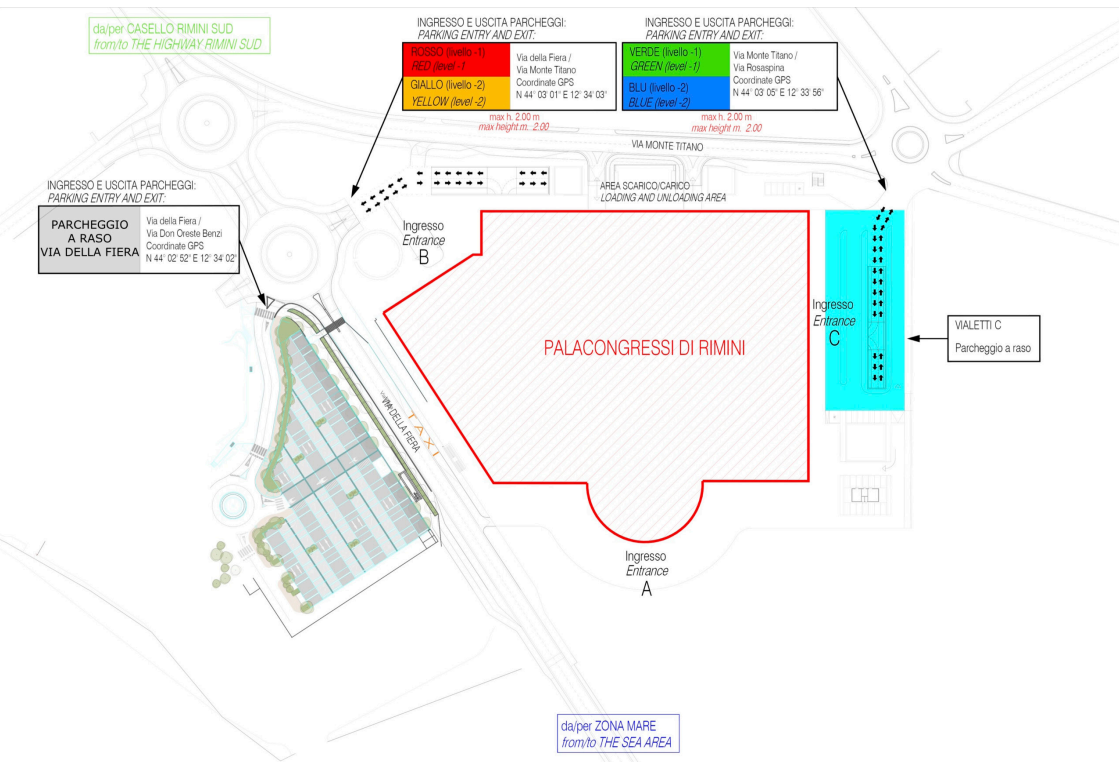 da/per CASELLO RIMINI SUD
from/to THE HIGHWAY RIMINI SUD
INGRESSO E USCITA PARCHEGGI:
PARKING ENTRY AND EXIT:
ROSSO (livello -1)
RED (level -1
GIALLO (livello -2)
YELLOW (level -2)
Via della Fiera /
Via Monte Titano
Coordinate GPS
N 44° 03' 01" E 12° 34' 03"
max h. 2.00 m
max height m. 2.00
INGRESSO E USCITA PARCHEGGI:
PARKING ENTRY AND EXIT:
VERDE (livello -1)
GREEN (level -1)
BLU (livello -2)
BLUE (level -2)
Via Monte Titano /
Via Rosaspina
Coordinate GPS
N 44° 03' 05" E 12° 33' 56"
max h. 2.00 m
max height m. 2.00
VIA MONTE TITANO
INGRESSO E USCITA PARCHEGGI:
PARKING ENTRY AND EXIT:
PARCHEGGIO
A RASO
VIA DELLA FIERA
Via della Fiera /
Via Don Oreste Benzi
Coordinate GPS
N 44° 02' 52" E 12° 34' 02"
AREA SCARICO/CARICO
LOADING AND UNLOADING AREA
Ingresso
Entrance
B
Ingresso
Entrance
C
VIALETTI C
Parcheggio a raso
PALACONGRESSI DI RIMINI
TAXI
VIA DELLA FIERA
Ingresso
Entrance
A
da/per ZONA MARE
from/to THE SEA AREA